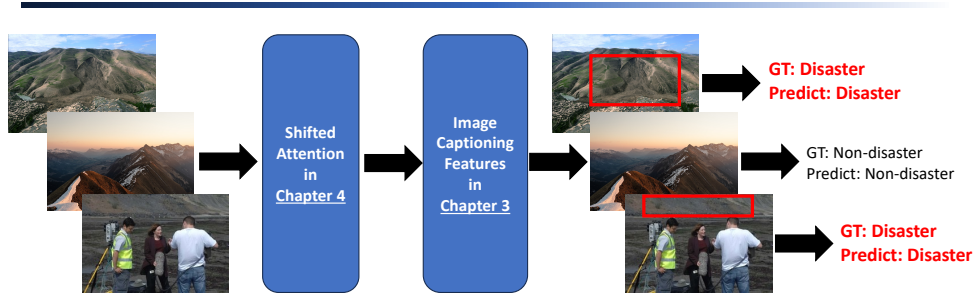 Shifted
Attention
in
Chapter 4
Image
Captioning
Features
in
Chapter 3
GT: Disaster
Predict: Disaster
GT: Non-disaster
Predict: Non-disaster
GT: Disaster
Predict: Disaster